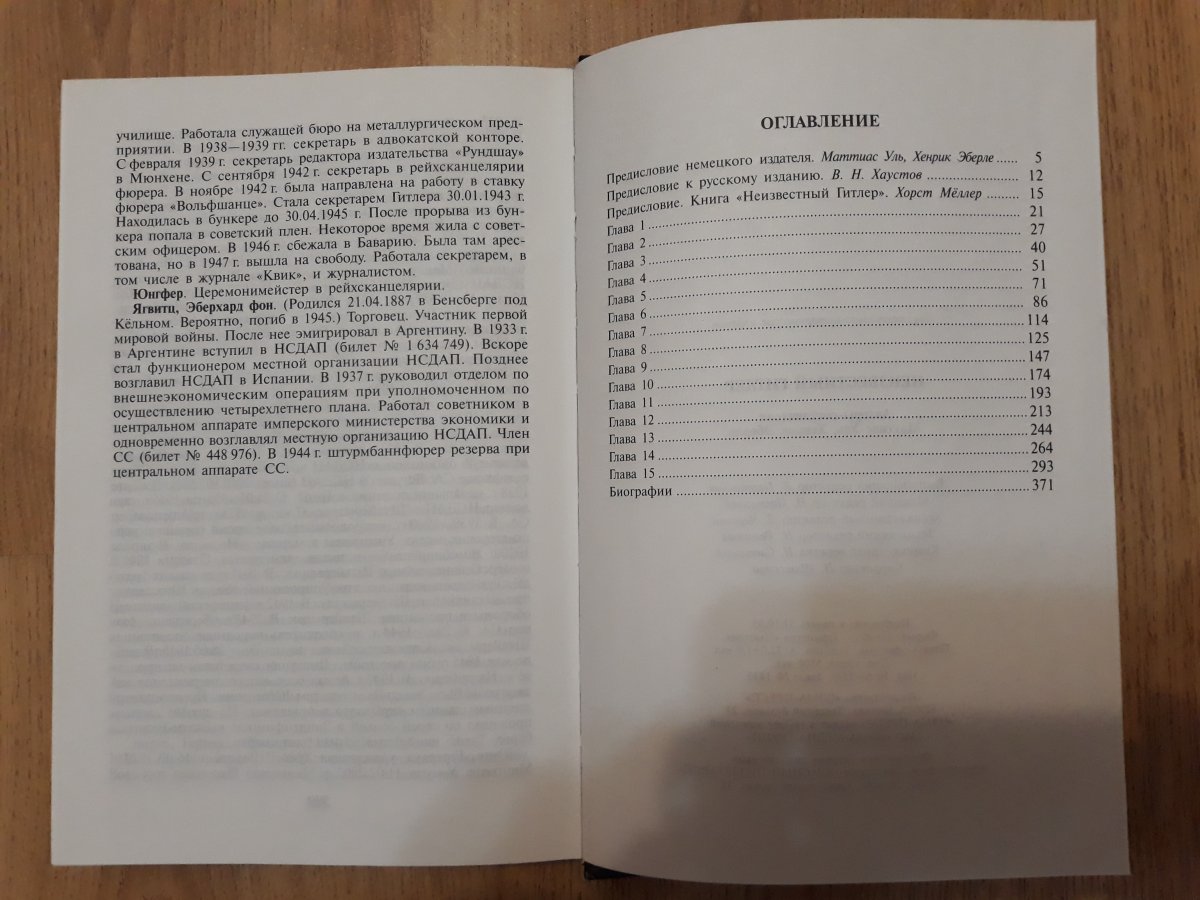 училище. Работала служащей бюро на металлургическом пред-
приятии. В 1938—1939 гг. секретарь в адвокатской конторе.
С февраля 1939 г. секретарь редактора издательства «Рундшау»
в Мюнхене. С сентября 1942 г. секретарь в рейхсканцелярии
фюрера. В ноябре 1942 г. была направлена на работу в ставку
фюрера «Вольфшанце». Стала секретарем Гитлера 30.01.1943 г.
Находилась в бункере до 30.04.1945 г. После прорыва из бун-
кера попала в советский плен. Некоторое время жила с совет-
ским офицером. В 1946 г. сбежала в Баварию. Была там арес-
тована, но в 1947 г. вышла на свободу. Работала секретарем, в
том числе в журнале «Квик», и журналистом.
Юнгфер. Церемонимейстер в рейхсканцелярии.
Ягвитц, Эберхард фон. (Родился 21.04.1887 в Бенсберге под
Кёльном. Вероятно, погиб в 1945.) Торговец. Участник первой
мировой войны. После нее эмигрировал в Аргентину. В 1933 г.
в Аргентине вступил в НСДАП (билет № 1 634 749). Вскоре
стал функционером местной организации НСДАП. Позднее
возглавил НСДАП в Испании. В 1937 г. руководил отделом по
внешнеэкономическим операциям при уполномоченном по
осуществлению четырехлетнего плана. Работал советником в
центральном аппарате имперского министерства экономики и
одновременно возглавлял местную организацию НСДАП. Член
СС (билет № 448 976). В 1944 г. штурмбаннфюрер резерва при
центральном аппарате СС.
ОГЛАВЛЕНИЕ
Предисловие немецкого издателя. Маттиас Уль, Хенрик Эберле ...... 5
Предисловие к русскому изданию. В. Н. Хаустов ...... 12
Предисловие. Книга «Неизвестный Гитлер». Хорст Мёллер ...... 15
Глава 1 ...... 21
Глава 2 ...... 27
Глава 3 ...... 40
Глава 4 ...... 51
Глава 5 ...... 71
Глава 6 ...... 86
Глава 7 ...... 114
Глава 8 ...... 125
Глава 9 ...... 147
Глава 10 ...... 174
Глава 11 ...... 193
Глава 12 ...... 213
Глава 13 ...... 244
Глава 14 ...... 264
Глава 15 ...... 293
Биографии ...... 371